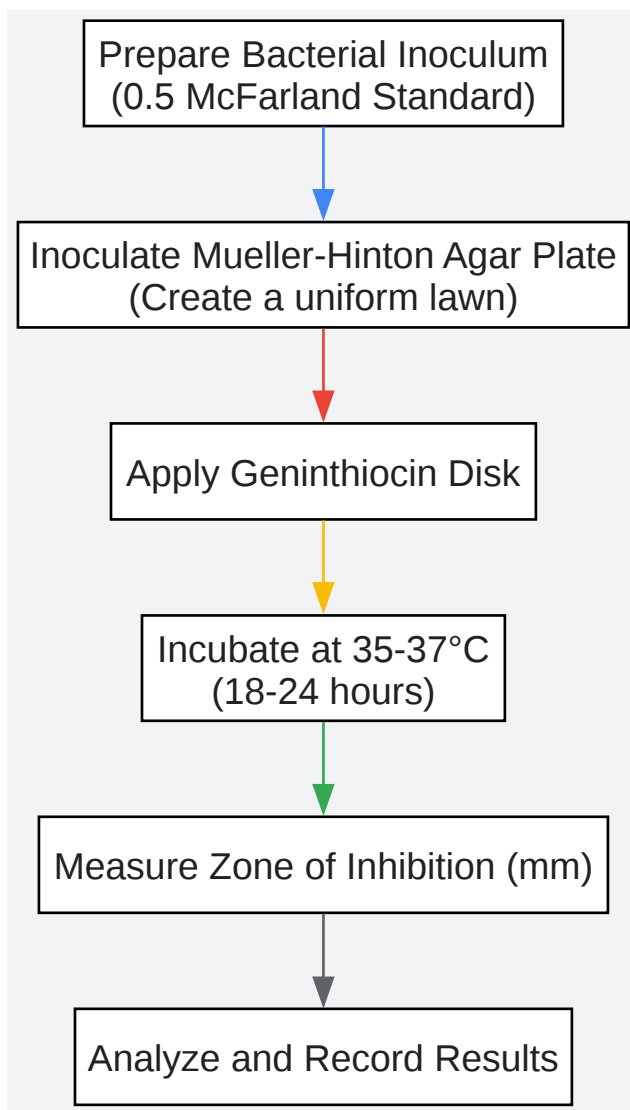 Prepare Bacterial Inoculum
(0.5 McFarland Standard)
Inoculate Mueller-Hinton Agar Plate
(Create a uniform lawn)
Apply Geninthiocin Disk
Incubate at 35-37°C
(18-24 hours)
Measure Zone of Inhibition (mm)
Analyze and Record Results